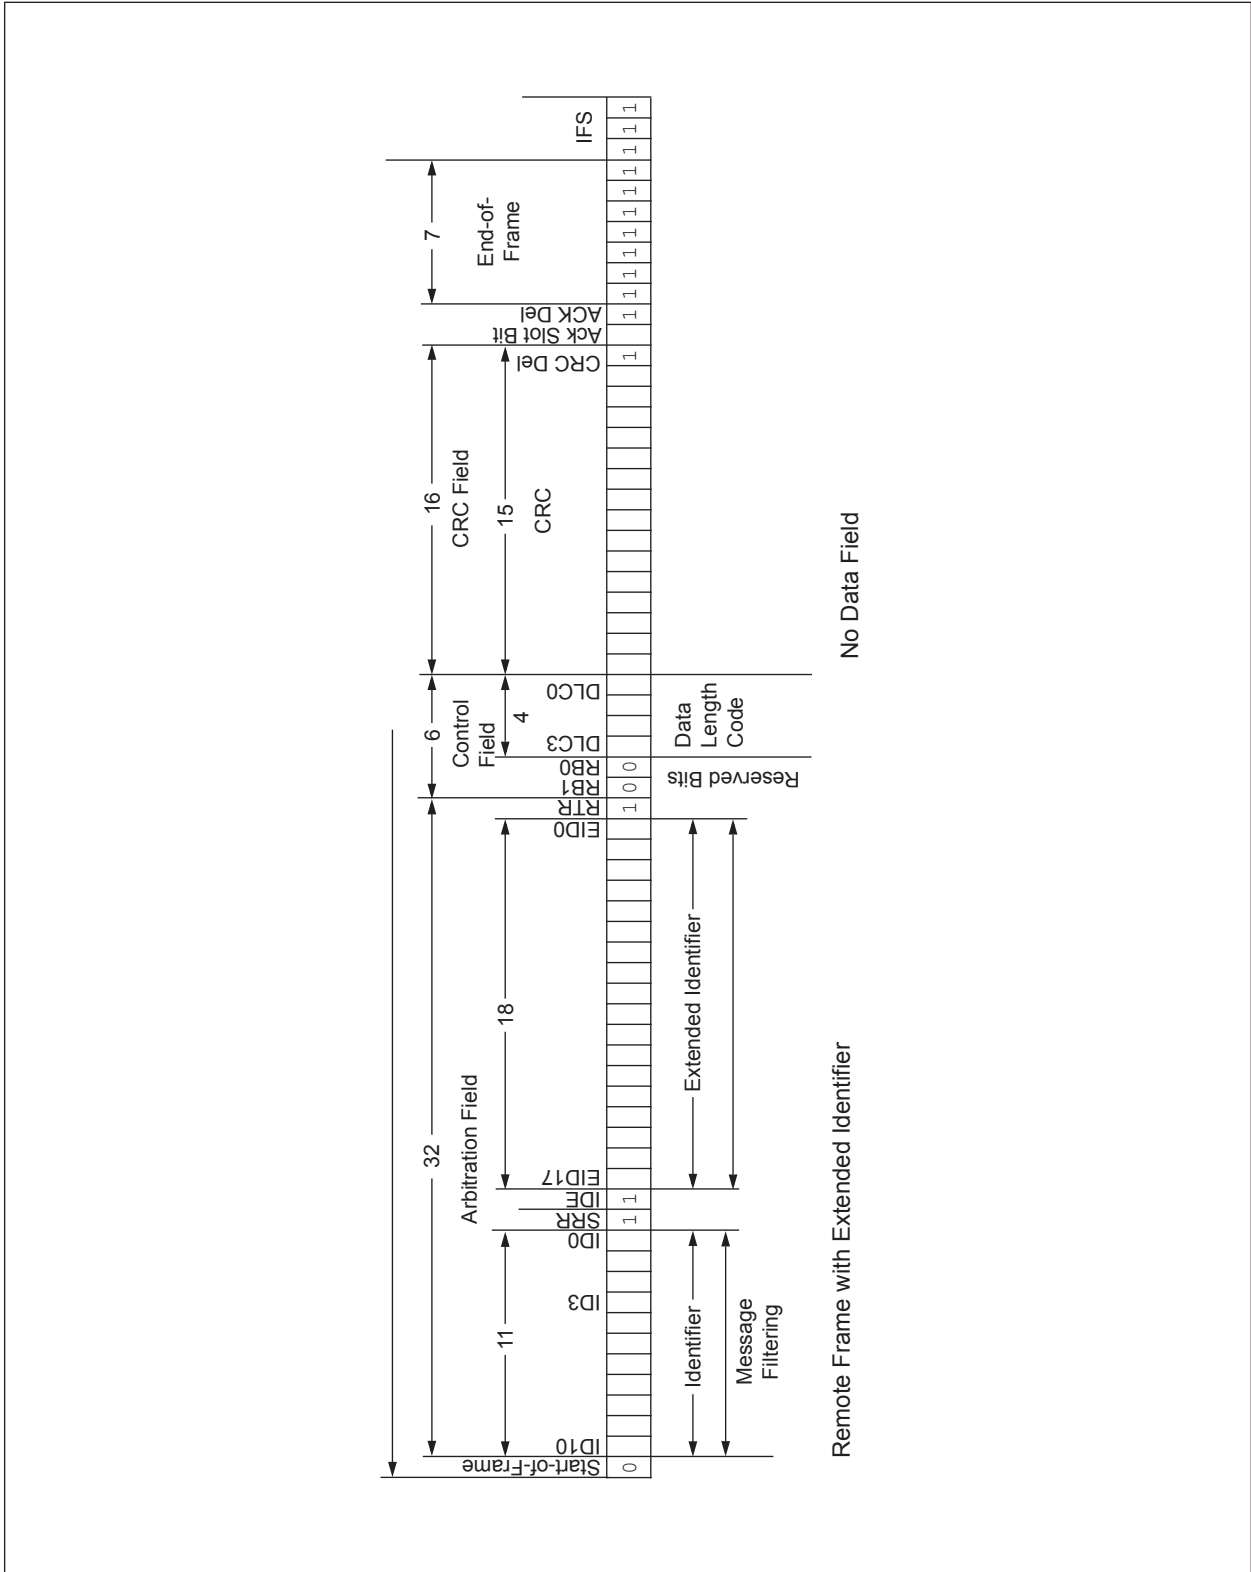 Remote Frame with Extended Identifier
No Data Field
32
Arbitration Field
6
Control
Field
16
CRC Field
7
End-of-
Frame
IFS
11
18
4
15
CRC
Start-of-Frame
ID10
ID3
ID0
SRR
IDE
EID17
EID0
RTR
RB1
RB0
DLC3
DLC0
CRC Del
Ack Slot Bit
ACK Del
0
1 1
1 0 0
1
1 1 1 1 1 1 1 1 1 1 1
Identifier
Message
Filtering
Extended Identifier
Reserved Bits
Data
Length
Code